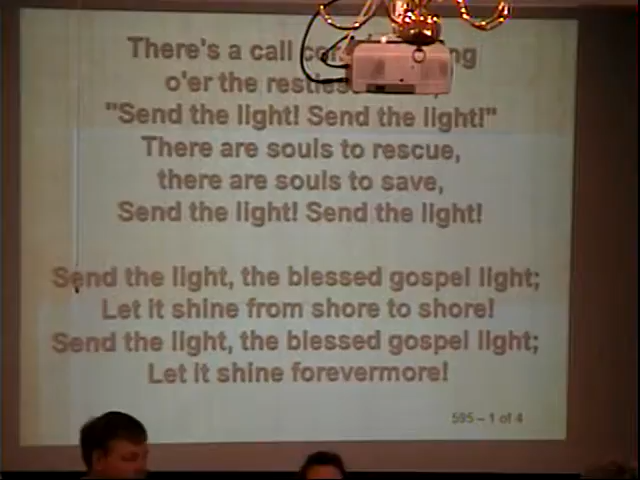 There's a call ng
o'er the restles
"Send the light! Send the light!"
There are souls to rescue,
there are souls to save,
Send the light! Send the light!
Send the light, the blessed gospel light;
Let it shine from shore to shore!
Send the light, the blessed gospel light;
Let it shine forevermore!
595 – 1 of 4